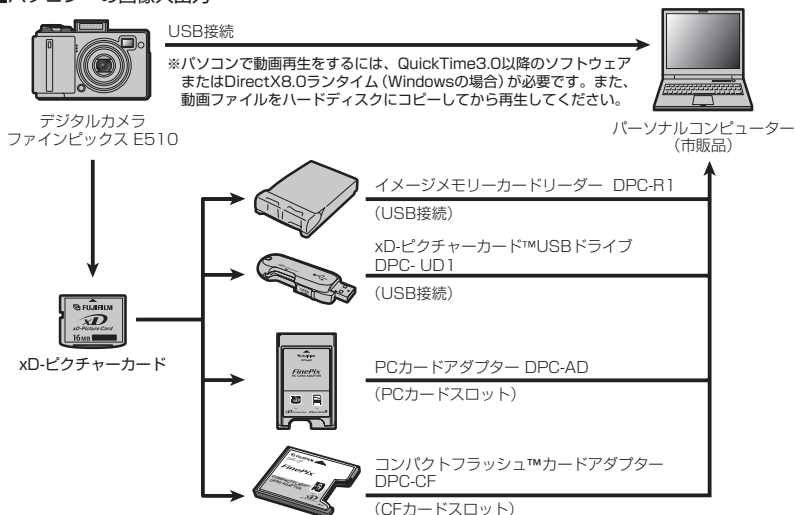 USB接続
※パソコンで動画再生をするには、QuickTime3.0以降のソフトウェア
またはDirectX8.0ランタイム(Windowsの場合)が必要です。また、
動画ファイルをハードディスクにコピーしてから再生してください。
デジタルカメラ
ファインピックス E510
パーソナルコンピューター
(市販品)
イメージメモリーカードリーダー DPC-R1
(USB接続)
xD-ピクチャーカード™USBドライブ
DPC- UD1
(USB接続)
FUJIFILM
xD
xD-Picture Card
16MB
xD-ピクチャーカード
FinePix
PC CARD ADAPTER
PCカードアダプター DPC-AD
(PCカードスロット)
FUJIFILM
FinePix
コンパクトフラッシュ™カードアダプター
DPC-CF
(CFカードスロット)